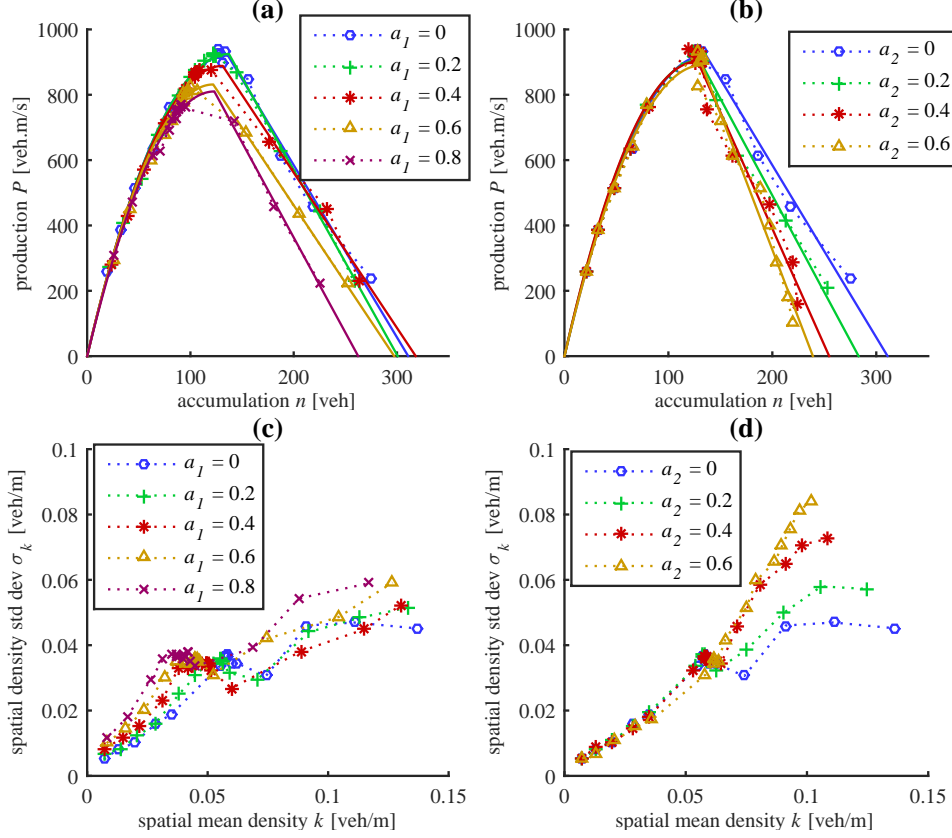 (a)
production P [veh.m/s]
1000
800
600
400
200
0
0 100 200 300
accumulation n [veh]
a1 = 0
a1 = 0.2
a1 = 0.4
a1 = 0.6
a1 = 0.8
(b)
production P [veh.m/s]
1000
800
600
400
200
0
0 100 200 300
accumulation n [veh]
a2 = 0
a2 = 0.2
a2 = 0.4
a2 = 0.6
(c)
spatial density std dev σk [veh/m]
0.1
0.08
0.06
0.04
0.02
0
0 0.05 0.1 0.15
spatial mean density k [veh/m]
a1 = 0
a1 = 0.2
a1 = 0.4
a1 = 0.6
a1 = 0.8
(d)
spatial density std dev σk [veh/m]
0.1
0.08
0.06
0.04
0.02
0
0 0.05 0.1 0.15
spatial mean density k [veh/m]
a2 = 0
a2 = 0.2
a2 = 0.4
a2 = 0.6